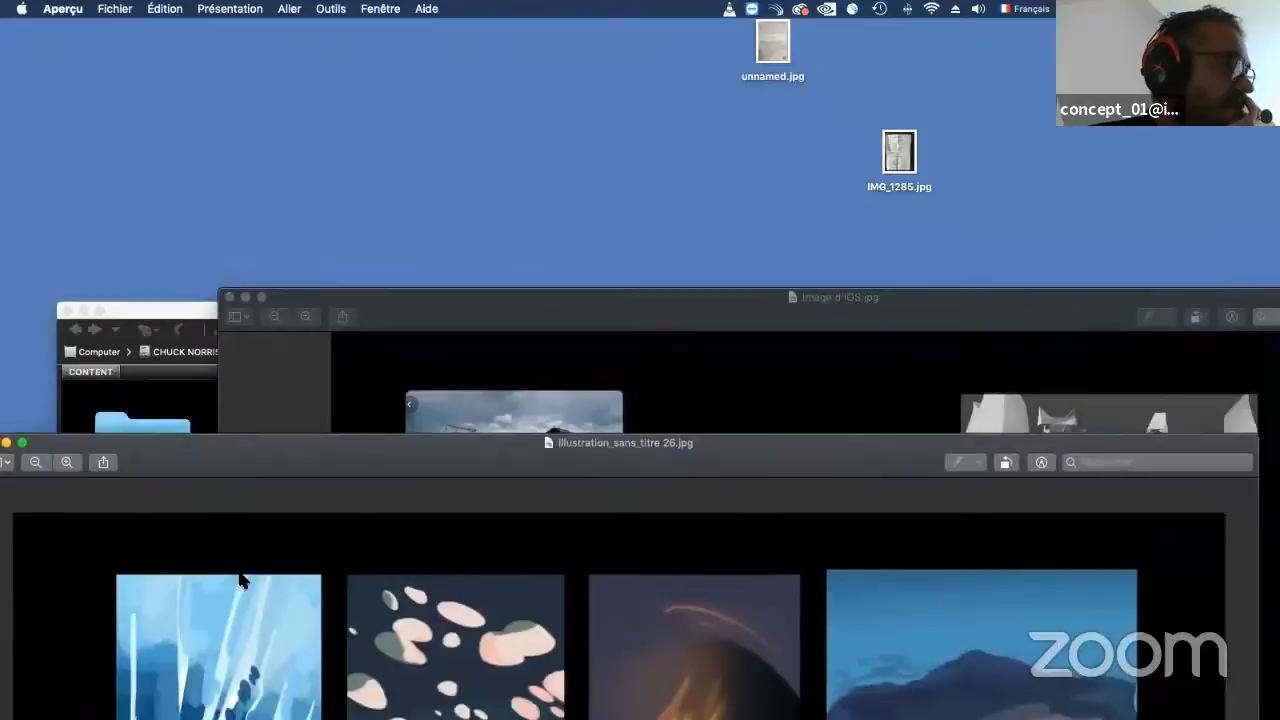 Aperçu Fichier Édition Présentation Aller Outils Fenêtre Aide Français
unnamed.jpg
concept_01@i...
IMG_1285.jpg
Image d'iOS.jpg
Computer > CHUCK NORRIS
CONTENT
Illustration_sans_titre 26.jpg
zoom